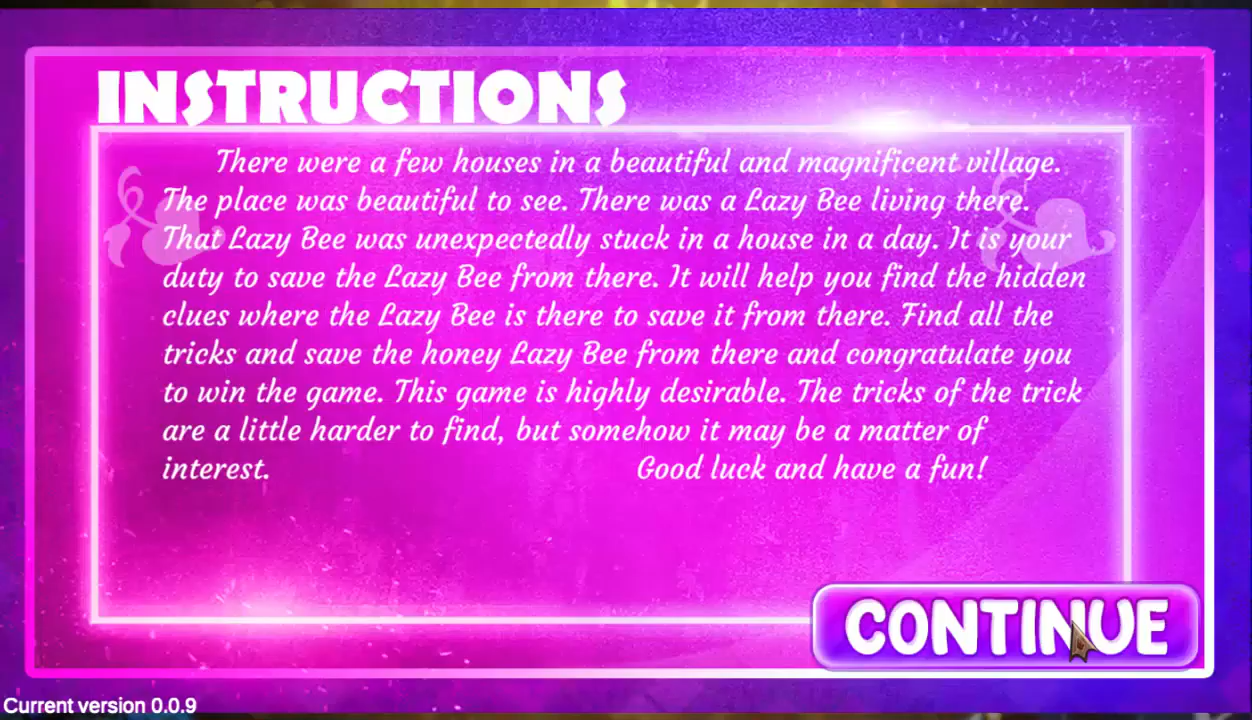 INSTRUCTIONS
There were a few houses in a beautiful and magnificent village.
The place was beautiful to see. There was a Lazy Bee living there.
That Lazy Bee was unexpectedly stuck in a house in a day. It is your
duty to save the Lazy Bee from there. It will help you find the hidden
clues where the Lazy Bee is there to save it from there. Find all the
tricks and save the honey Lazy Bee from there and congratulate you
to win the game. This game is highly desirable. The tricks of the trick
are a little harder to find, but somehow it may be a matter of
interest. Good luck and have a fun!
CONTINUE
Current version 0.0.9